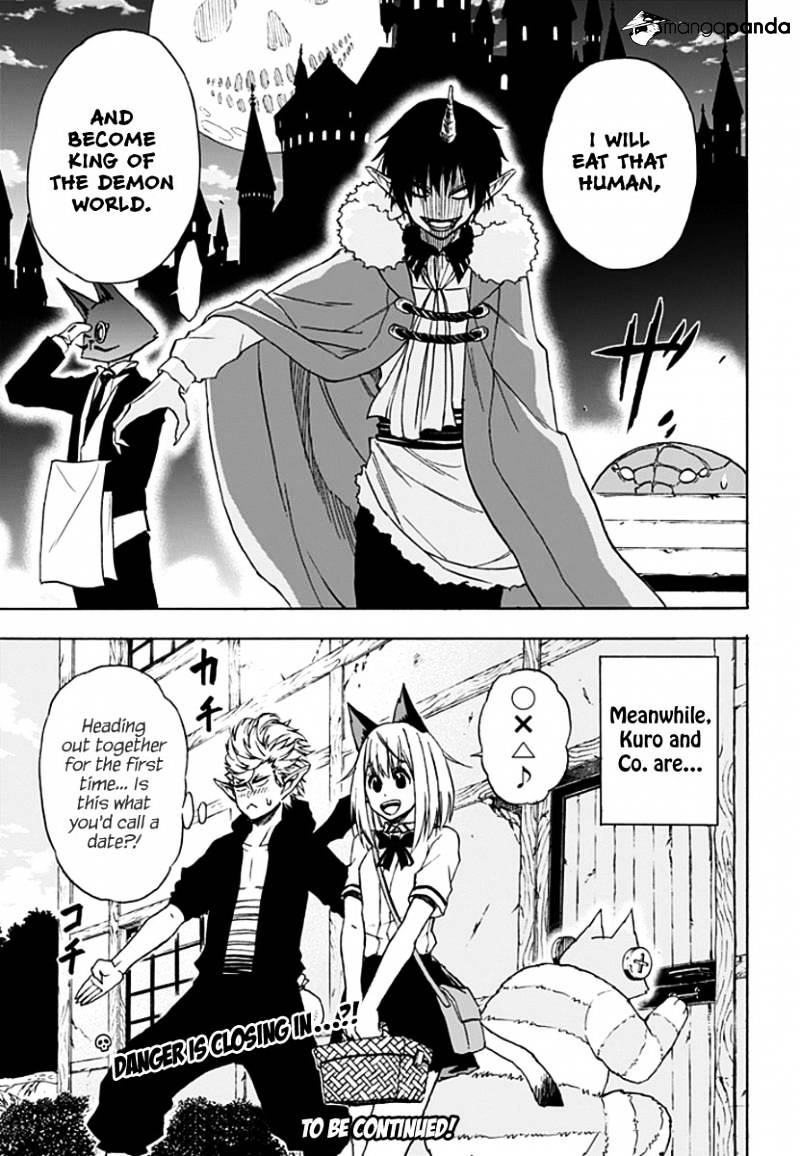 mangapanda
I WILL
EAT THAT
HUMAN,
AND
BECOME
KING OF
THE DEMON
WORLD.
...
ザッ
Meanwhile,
Kuro and
Co. are...
○
×
△
♪
カチ
Heading
out together
for the first
time... Is
this what
you'd call a
date?!
コチ
DANGER IS CLOSING IN...?!
TO BE CONTINUED!